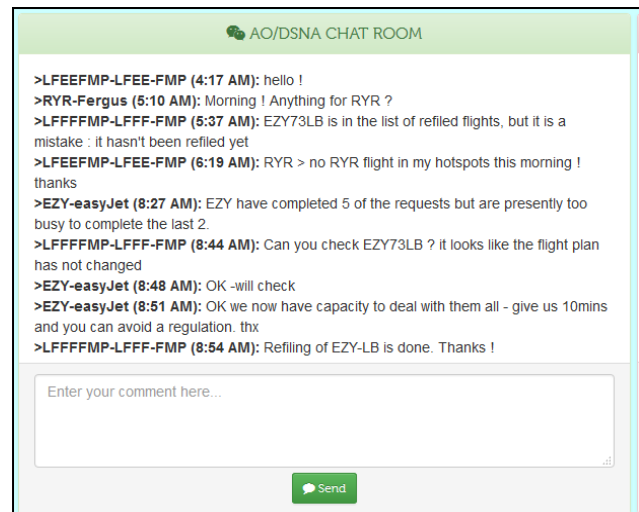 AO/DSNA CHAT ROOM
>LFEEFMP-LFEE-FMP (4:17 AM): hello !
>RYR-Fergus (5:10 AM): Morning ! Anything for RYR ?
>LFFFFMP-LFFF-FMP (5:37 AM): EZY73LB is in the list of refiled flights, but it is a
mistake : it hasn't been refiled yet
>LFEEFMP-LFEE-FMP (6:19 AM): RYR > no RYR flight in my hotspots this morning !
thanks
>EZY-easyJet (8:27 AM): EZY have completed 5 of the requests but are presently too
busy to complete the last 2.
>LFFFFMP-LFFF-FMP (8:44 AM): Can you check EZY73LB ? it looks like the flight plan
has not changed
>EZY-easyJet (8:48 AM): OK -will check
>EZY-easyJet (8:51 AM): OK we now have capacity to deal with them all - give us 10mins
and you can avoid a regulation. thx
>LFFFFMP-LFFF-FMP (8:54 AM): Refiling of EZY-LB is done. Thanks !
Enter your comment here...
Send